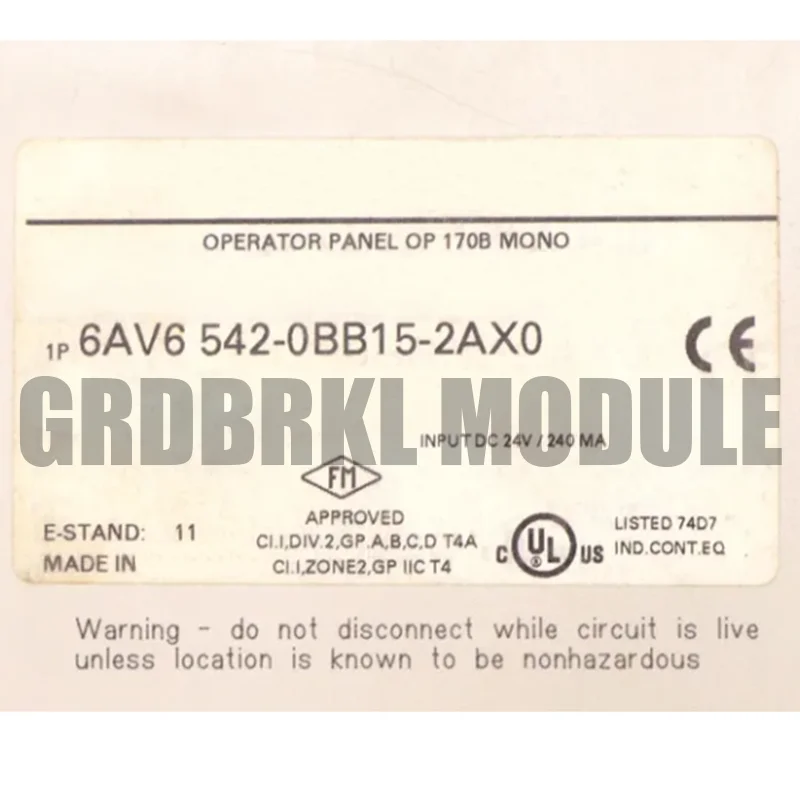 OPERATOR PANEL OP 170B MONO
1P 6AV6 542-0BB15-2AX0
CE
GRDBRKL MODULE
INPUT DC 24V / 240 MA
FM
APPROVED
CI.I,DIV.2,GP.A,B,C,D T4A
CI.I,ZONE2,GP IIC T4
E-STAND: 11
MADE IN
C UL US
LISTED 74D7
IND.CONT.EQ
Warning - do not disconnect while circuit is live
unless location is known to be nonhazardous